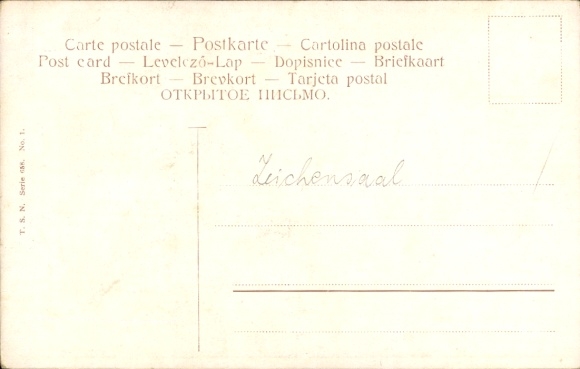 Carte postale — Postkarte — Cartolina postale
Post card — Levelező-Lap — Dopisnice — Briefkaart
Brefkort — Brevkort — Tarjeta postal
ОТКРЫТОЕ ПИСЬМО.
T. S. N. Serie 688. No. 1.
Zeichensaal